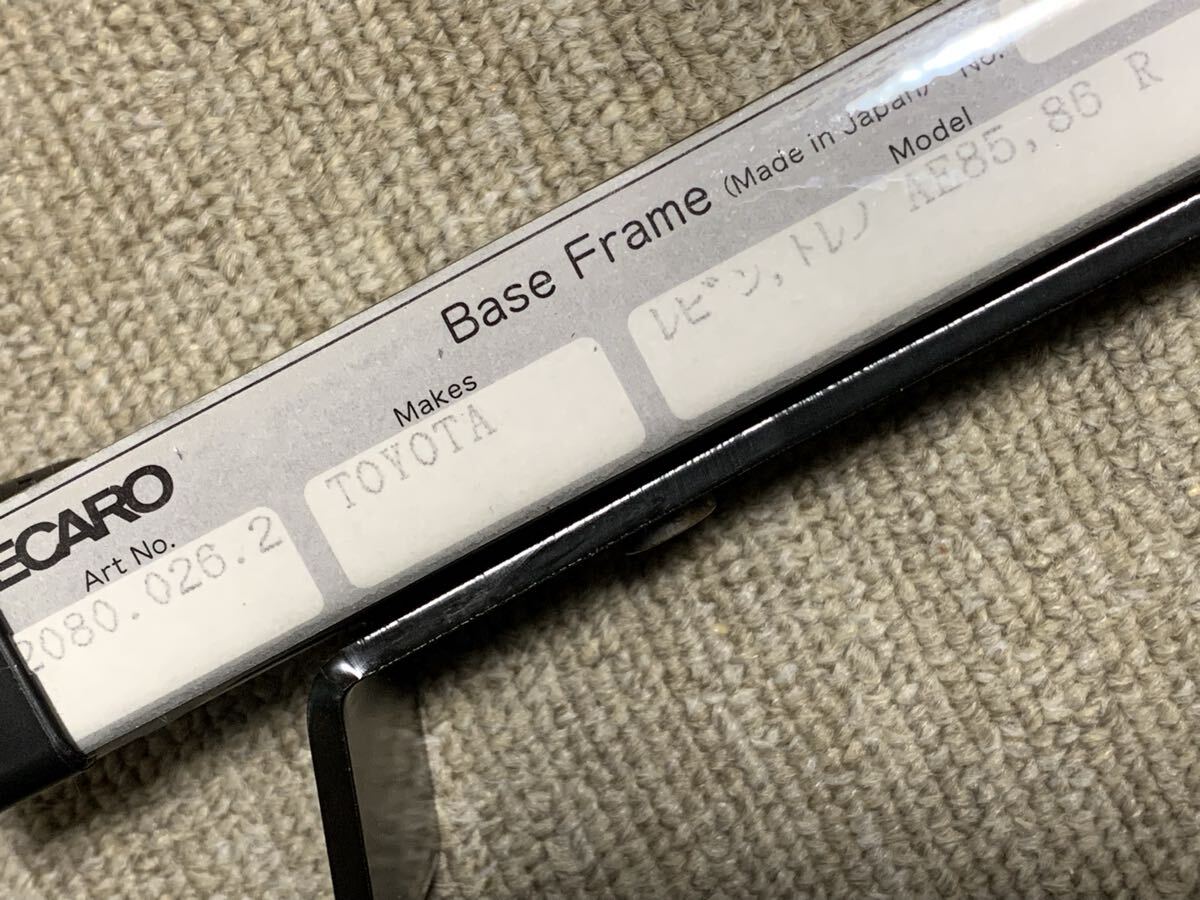 ECARO
Base Frame (Made in Japan) No.
Art No.
2080.026.2
Makes
TOYOTA
Model
レビン,トレノ AE85,86 R